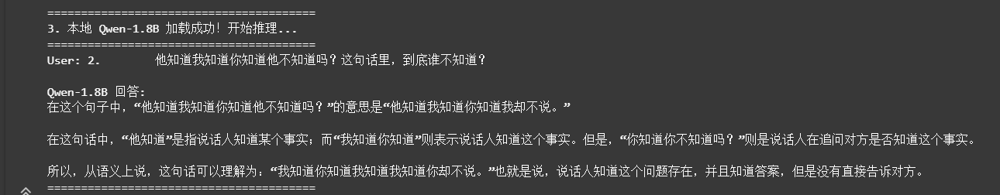 ========================================
3. 本地 Qwen-1.8B 加载成功！开始推理...
========================================
User: 2.        他知道我知道你知道他不知道吗？这句话里，到底谁不知道？
Qwen-1.8B 回答:
在这个句子中，“他知道我知道你知道他不知道吗？”的意思是“他知道我知道你知道我却不说。”
在这句话中，“他知道”是指说话人知道某个事实；而“我知道你知道”则表示说话人知道这个事实。但是，“你知道你不知道吗？”则是说话人在追问对方是否知道这个事实。
所以，从语义上说，这句话可以理解为：“我知道你知道我知道我知道你却不说。”也就是说，说话人知道这个问题存在，并且知道答案，但是没有直接告诉对方。
========================================